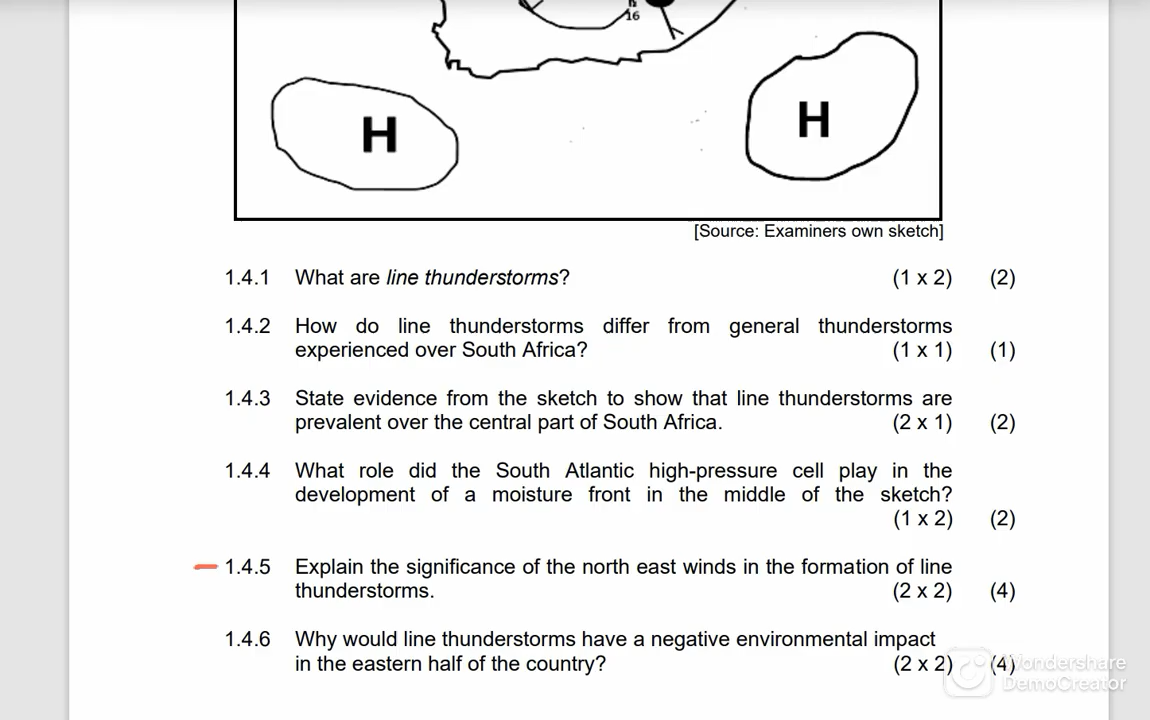 16
H
H
[Source: Examiners own sketch]
1.4.1 What are line thunderstorms? (1 x 2) (2)
1.4.2 How do line thunderstorms differ from general thunderstorms
experienced over South Africa? (1 x 1) (1)
1.4.3 State evidence from the sketch to show that line thunderstorms are
prevalent over the central part of South Africa. (2 x 1) (2)
1.4.4 What role did the South Atlantic high-pressure cell play in the
development of a moisture front in the middle of the sketch?
(1 x 2) (2)
1.4.5 Explain the significance of the north east winds in the formation of line
thunderstorms. (2 x 2) (4)
1.4.6 Why would line thunderstorms have a negative environmental impact
in the eastern half of the country? (2 x 2) (4)
Wondershare
DemoCreator